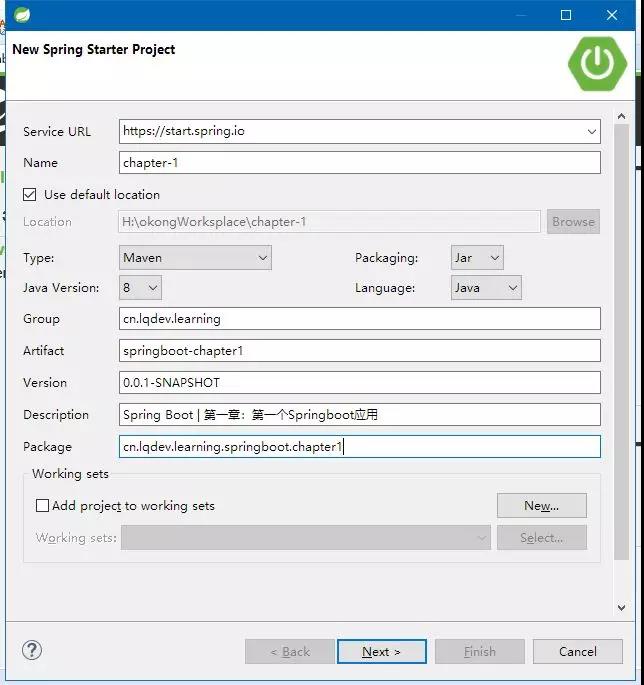 New Spring Starter Project
Service URL https://start.spring.io
Name chapter-1
Use default location
Location H:\okongWorksplace\chapter-1 Browse
Type: Maven Packaging: Jar
Java Version: 8 Language: Java
Group cn.lqdev.learning
Artifact springboot-chapter1
Version 0.0.1-SNAPSHOT
Description Spring Boot | 第一章：第一个Springboot应用
Package cn.lqdev.learning.springboot.chapter1
Working sets
Add project to working sets New...
Working sets: Select...
? < Back Next > Finish Cancel